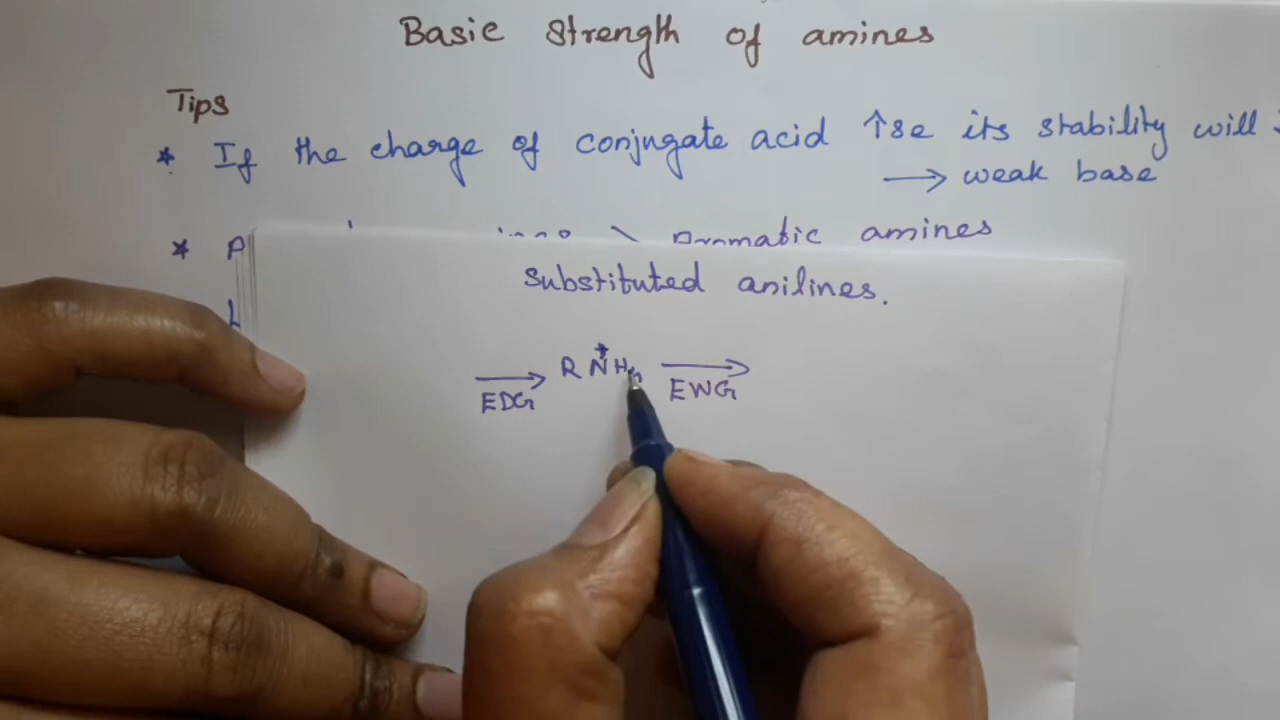 Basic strength of amines
Tips
* If the charge of conjugate acid ↑se its stability will
→ weak base
* amines
Substituted anilines.
EDG → R N H EWG →